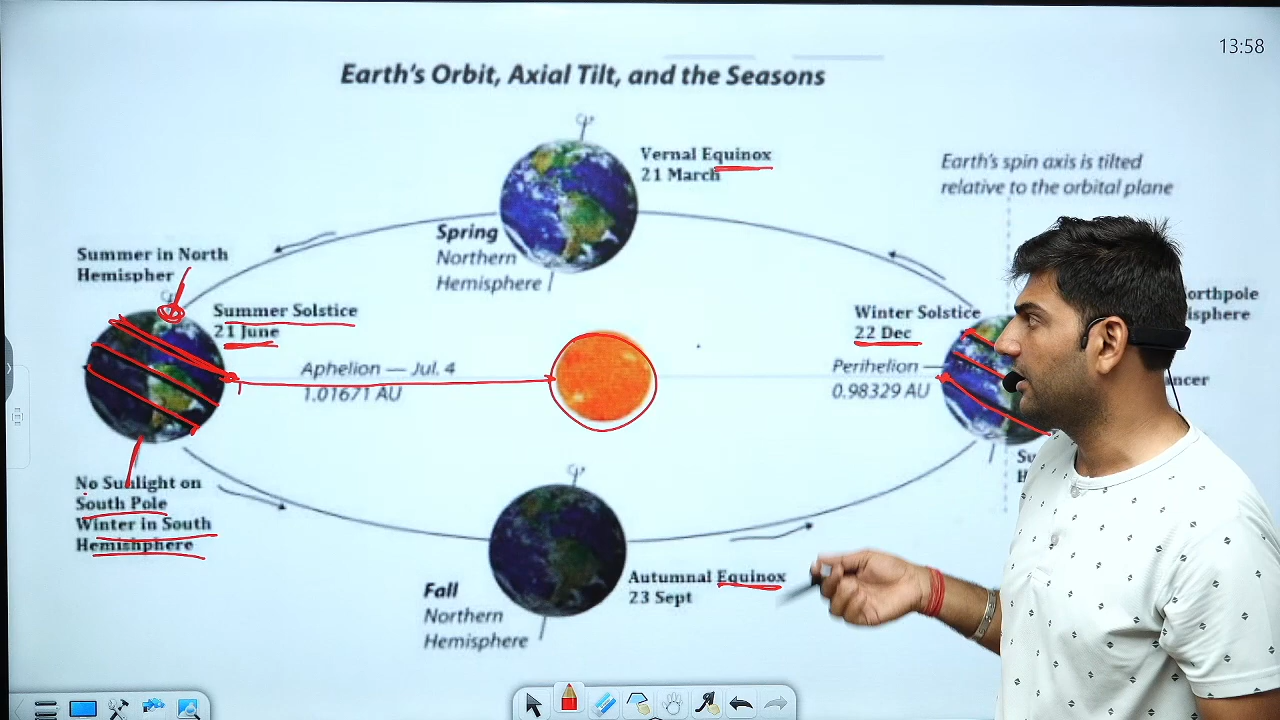 13:58
Earth's Orbit, Axial Tilt, and the Seasons
Vernal Equinox
21 March
Earth's spin axis is tilted
relative to the orbital plane
Spring
Northern
Hemisphere
Summer in North
Hemispher
Summer Solstice
21 June
Winter Solstice
22 Dec
Aphelion — Jul. 4
1.01671 AU
Perihelion —
0.98329 AU
No Sunlight on
South Pole
Winter in South
Hemishphere
Autumnal Equinox
23 Sept
Fall
Northern
Hemisphere